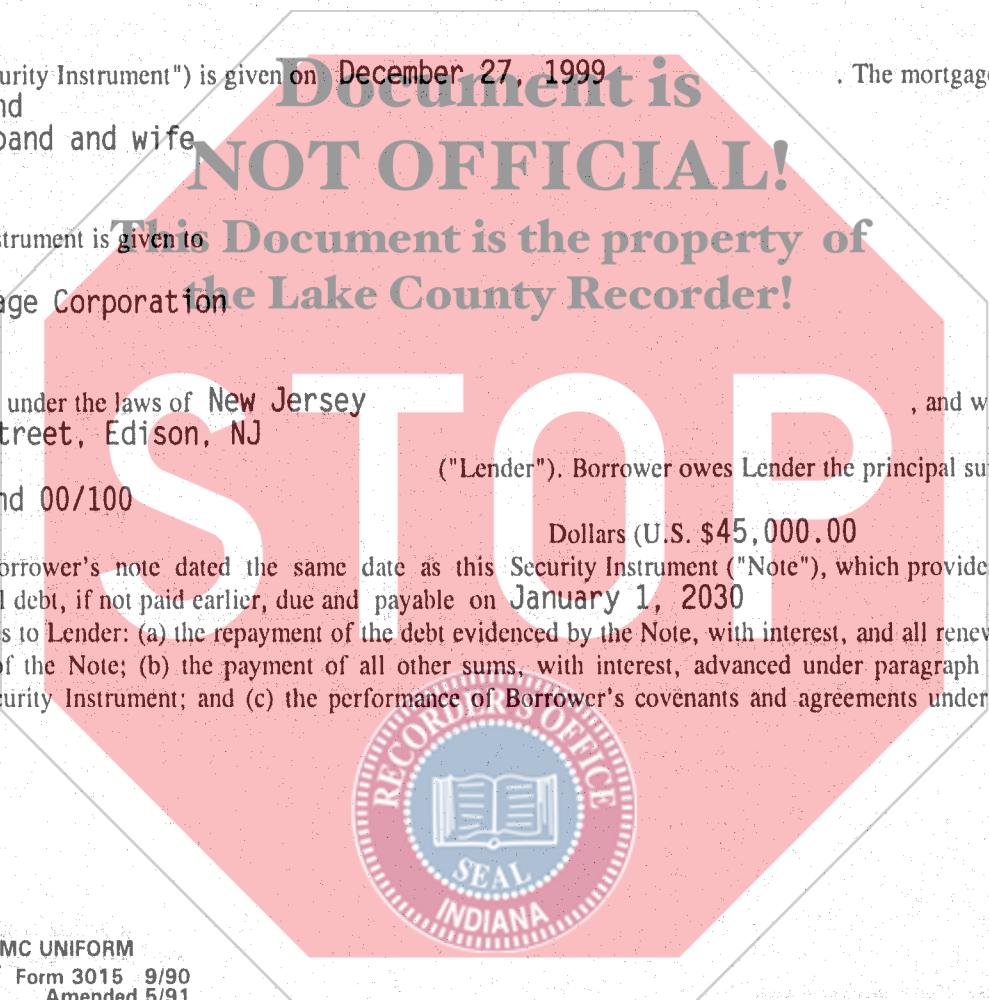 urity Instrument") is given on December 27, 1999 . The mortgag
nd
band and wife
strument is given to
age Corporation
under the laws of New Jersey , and w
treet, Edison, NJ
("Lender"). Borrower owes Lender the principal su
nd 00/100
Dollars (U.S. $45,000.00
orrower's note dated the same date as this Security Instrument ("Note"), which provide
l debt, if not paid earlier, due and payable on January 1, 2030
s to Lender: (a) the repayment of the debt evidenced by the Note, with interest, and all renew
of the Note; (b) the payment of all other sums, with interest, advanced under paragraph
curity Instrument; and (c) the performance of Borrower's covenants and agreements under
MC UNIFORM
Form 3015 9/90
Amended 5/91
Document is
NOT OFFICIAL!
This Document is the property of
the Lake County Recorder!
STOP
RECORDER'S OFFICE
SEAL
INDIANA